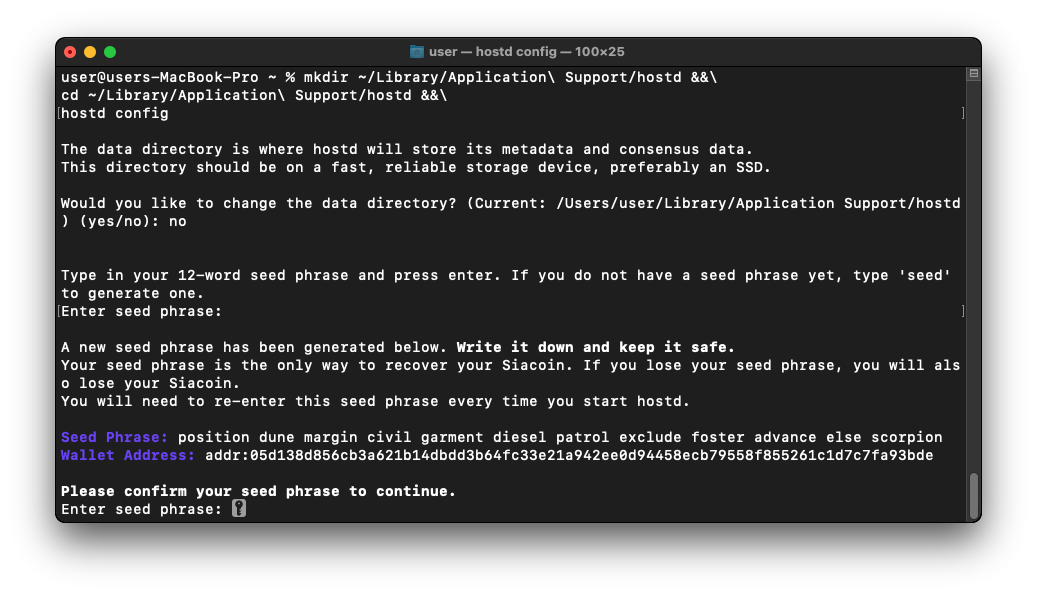 user — hostd config — 100×25
user@users-MacBook-Pro ~ % mkdir ~/Library/Application\ Support/hostd &&\
cd ~/Library/Application\ Support/hostd &&\
[hostd config ]
The data directory is where hostd will store its metadata and consensus data.
This directory should be on a fast, reliable storage device, preferably an SSD.
Would you like to change the data directory? (Current: /Users/user/Library/Application Support/hostd
) (yes/no): no
Type in your 12-word seed phrase and press enter. If you do not have a seed phrase yet, type 'seed'
to generate one.
[Enter seed phrase: ]
A new seed phrase has been generated below. Write it down and keep it safe.
Your seed phrase is the only way to recover your Siacoin. If you lose your seed phrase, you will als
o lose your Siacoin.
You will need to re-enter this seed phrase every time you start hostd.
Seed Phrase: position dune margin civil garment diesel patrol exclude foster advance else scorpion
Wallet Address: addr:05d138d856cb3a621b14dbdd3b64fc33e21a942ee0d94458ecb79558f855261c1d7c7fa93bde
Please confirm your seed phrase to continue.
Enter seed phrase: